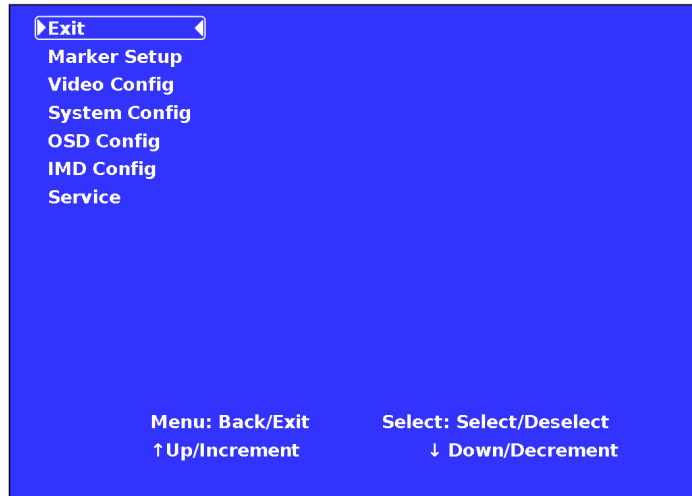 Exit
Marker Setup
Video Config
System Config
OSD Config
IMD Config
Service
Menu: Back/Exit Select: Select/Deselect
↑Up/Increment ↓ Down/Decrement